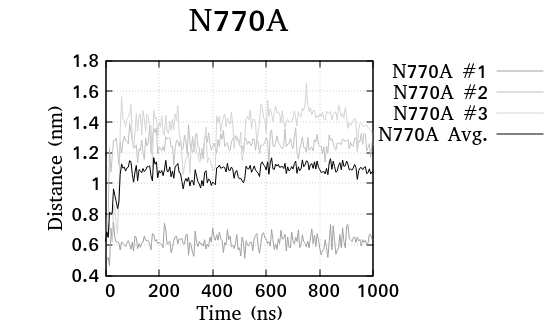 N770A
1.8
1.6
1.4
1.2
1
0.8
0.6
0.4
Distance (nm)
0 200 400 600 800 1000
Time (ns)
N770A #1
N770A #2
N770A #3
N770A Avg.